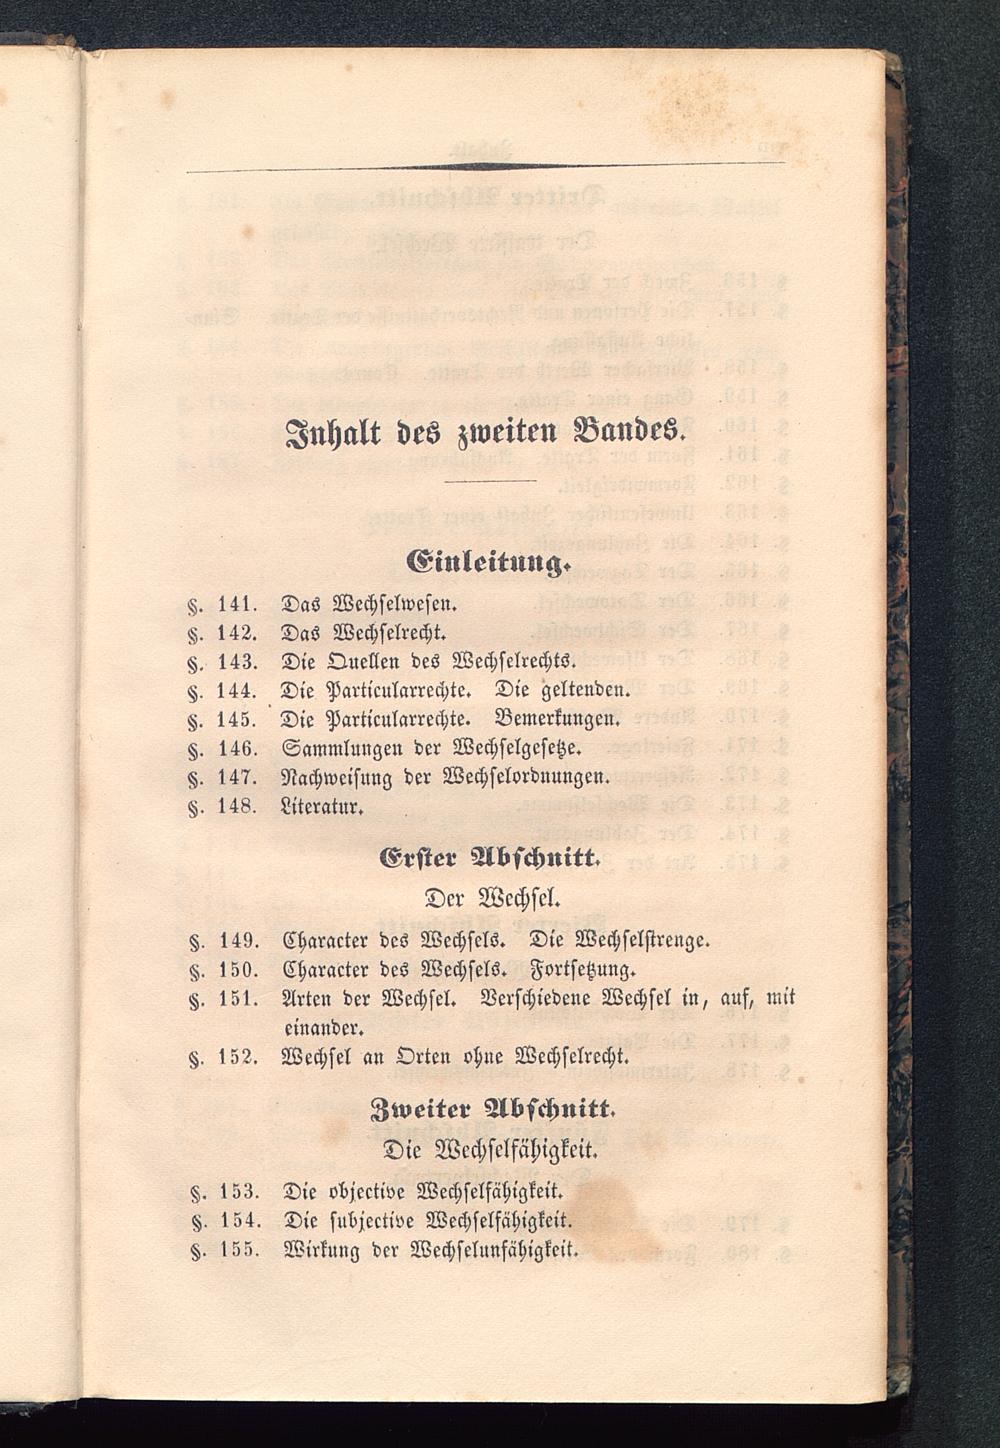 Inhalt des zweiten Bandes.
Einleitung.
§. 141. Das Wechselwesen.
§. 142. Das Wechselrecht.
§. 143. Die Quellen des Wechselrechts.
§. 144. Die Particularrechte. Die geltenden.
§. 145. Die Particularrechte. Bemerkungen.
§. 146. Sammlungen der Wechselgesetze.
§. 147. Nachweisung der Wechselordnungen.
§. 148. Literatur.
Erster Abschnitt.
Der Wechsel.
§. 149. Character des Wechsels. Die Wechselstrenge.
§. 150. Character des Wechsels. Fortsetzung.
§. 151. Arten der Wechsel. Verschiedene Wechsel in, auf, mit
einander.
§. 152. Wechsel an Orten ohne Wechselrecht.
Zweiter Abschnitt.
Die Wechselfähigkeit.
§. 153. Die objective Wechselfähigkeit.
§. 154. Die subjective Wechselfähigkeit.
§. 155. Wirkung der Wechselunfähigkeit.